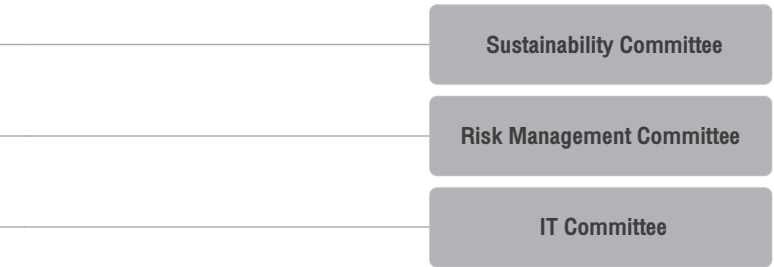 Sustainability Committee
Risk Management Committee
IT Committee